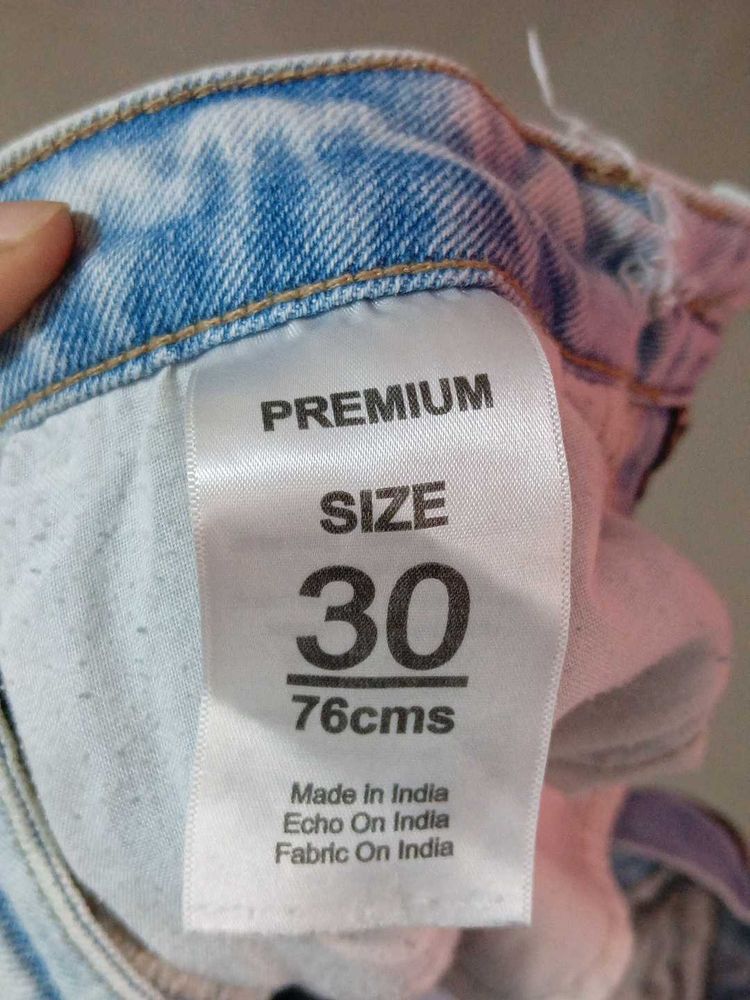 PREMIUM
SIZE
30
76cms
Made in India
Echo On India
Fabric On India